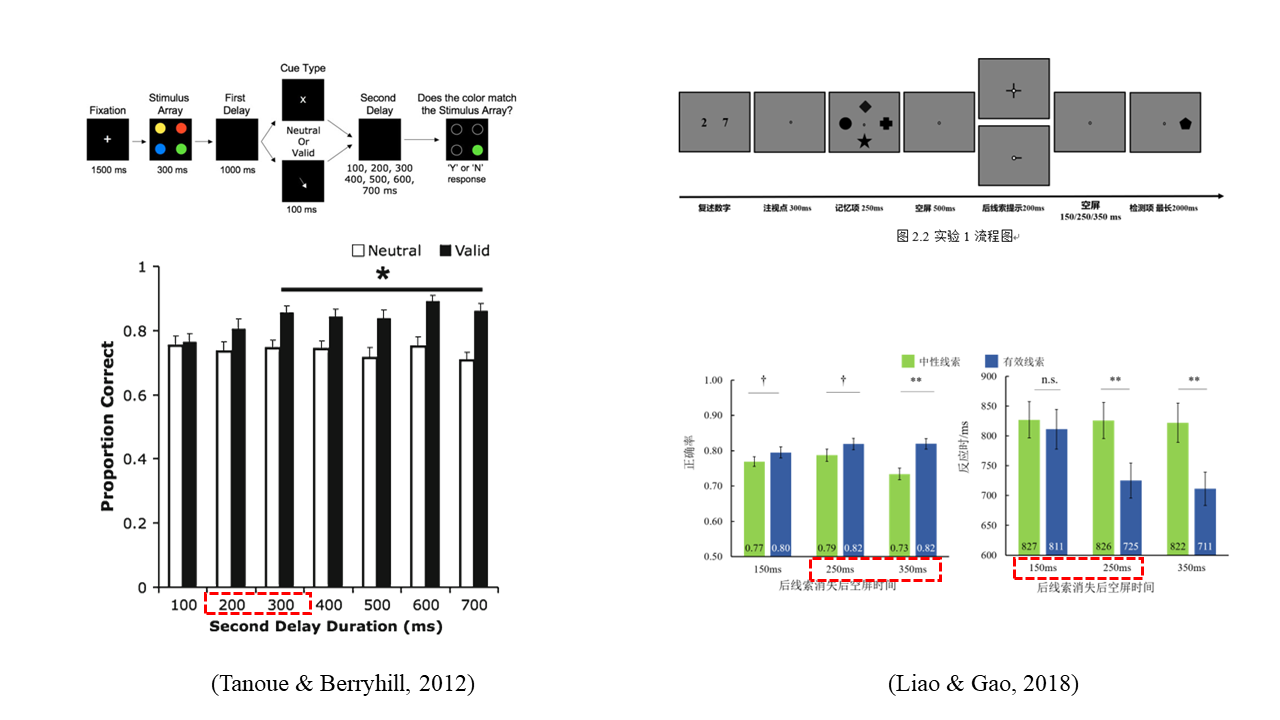 Cue Type
Fixation
Stimulus
Array
First
Delay
Second
Delay
Does the color match
the Stimulus Array?
X
Neutral
Or
Valid
1500 ms
300 ms
1000 ms
100 ms
100, 200, 300
400, 500, 600,
700 ms
'Y' or 'N'
response
Neutral
Valid
*
1
0.8
0.6
0.4
0.2
0
Proportion Correct
100 200 300 400 500 600 700
Second Delay Duration (ms)
(Tanoue & Berryhill, 2012)
2 7
复述数字
注视点 300ms
记忆项 250ms
空屏 500ms
后线索提示200ms
空屏
150/250/350 ms
检测项 最长2000ms
图 2.2 实验 1 流程图
中性线索
有效线索
1.00
0.90
0.80
0.70
0.60
0.50
正确率
† † **
0.77 0.80 0.79 0.82 0.73 0.82
150ms 250ms 350ms
后线索消失后空屏时间
900
850
800
750
700
650
600
反应时/ms
n.s. ** **
827 811 826 725 822 711
150ms 250ms 350ms
后线索消失后空屏时间
(Liao & Gao, 2018)